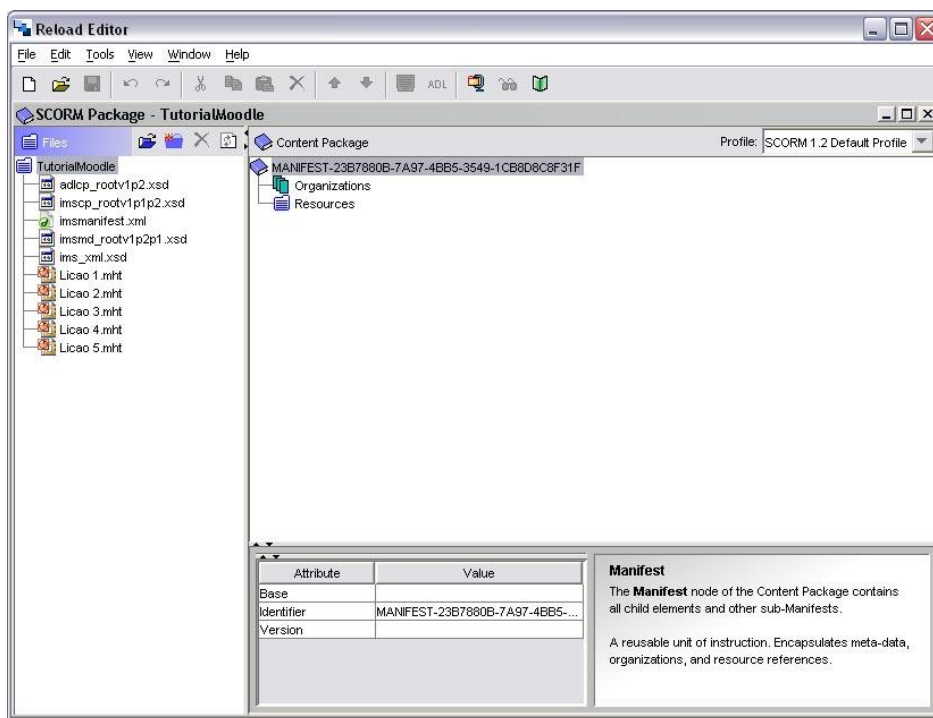 Reload Editor
File Edit Tools View Window Help
ADL
SCORM Package - TutorialMoodle
Files
Content Package
Profile: SCORM 1.2 Default Profile
TutorialMoodle
adlcp_rootv1p2.xsd
imscp_rootv1p1p2.xsd
imsmanifest.xml
imsmd_rootv1p2p1.xsd
ims_xml.xsd
Licao 1.mht
Licao 2.mht
Licao 3.mht
Licao 4.mht
Licao 5.mht
MANIFEST-23B7880B-7A97-4BB5-3549-1CB8D8C8F31F
Organizations
Resources
Attribute Value
Base
Identifier MANIFEST-23B7880B-7A97-4BB5-...
Version
Manifest
The Manifest node of the Content Package contains
all child elements and other sub-Manifests.
A reusable unit of instruction. Encapsulates meta-data,
organizations, and resource references.